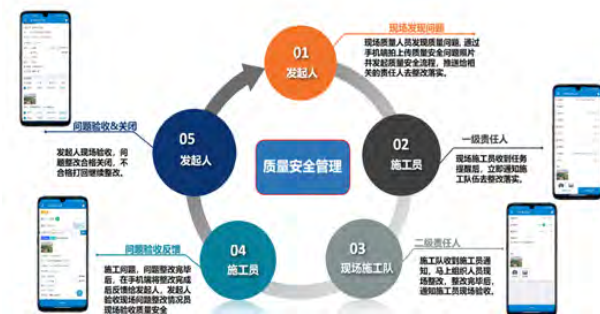 01
发起人
现场发现问题
现场质量人员发现质量问题, 通过
手机端拍上传质量安全问题照片
并发起质量安全流程，推送给相
关的责任人去整改落实。
02
施工员
一级责任人
现场施工员收到任务
提醒后，立即通知施
工队伍去整改落实。
03
现场施工队
二级责任人
施工队收到施工员通
知，马上组织人员现
场整改，整改完毕后，
通知施工员现场验收。
04
施工员
问题验收反馈
施工问题，问题整改完毕
后，在手机端将整改完成
后反馈给发起人，发起人
验收现场问题整改情况员
现场验收质量安全
05
发起人
问题验收&关闭
发起人现场验收，问
题整改合格关闭，不
合格打回继续整改。
质量安全管理